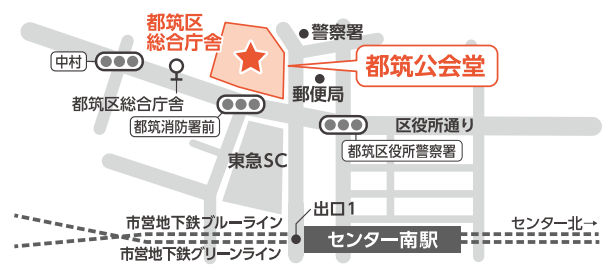 都筑区
総合庁舎
警察署
中村
都筑公会堂
郵便局
都筑区総合庁舎
都筑消防署前
区役所通り
都筑区役所警察署
東急SC
出口1
市営地下鉄ブルーライン
センター北→
センター南駅
市営地下鉄グリーンライン